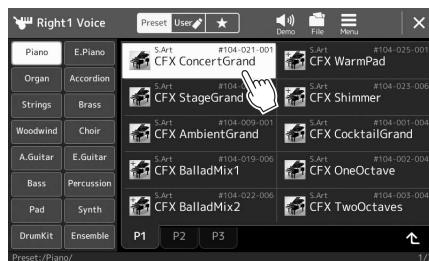 Right1 Voice
Preset User ★
Demo File Menu
Piano E.Piano
Organ Accordion
Strings Brass
Woodwind Choir
A.Guitar E.Guitar
Bass Percussion
Pad Synth
DrumKit Ensemble
S.Art #104-021-001
CFX ConcertGrand
S.Art #104-025-001
CFX WarmPad
S.Art #104-0
CFX StageGrand
S.Art #104-023-006
CFX Shimmer
S.Art #104-009-001
CFX AmbientGrand
S.Art #104-001-004
CFX CocktailGrand
S.Art #104-019-006
CFX BalladMix1
S.Art #104-002-004
CFX OneOctave
S.Art #104-022-006
CFX BalladMix2
S.Art #104-003-004
CFX TwoOctaves
P1 P2 P3
Preset:/Piano/ 1/